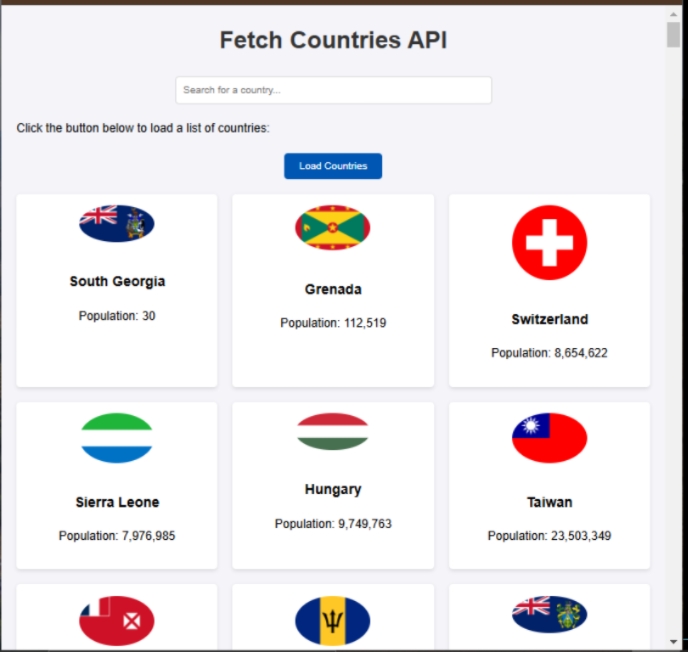 Fetch Countries API
Search for a country...
Click the button below to load a list of countries:
Load Countries
South Georgia
Population: 30
Grenada
Population: 112,519
Switzerland
Population: 8,654,622
Sierra Leone
Population: 7,976,985
Hungary
Population: 9,749,763
Taiwan
Population: 23,503,349